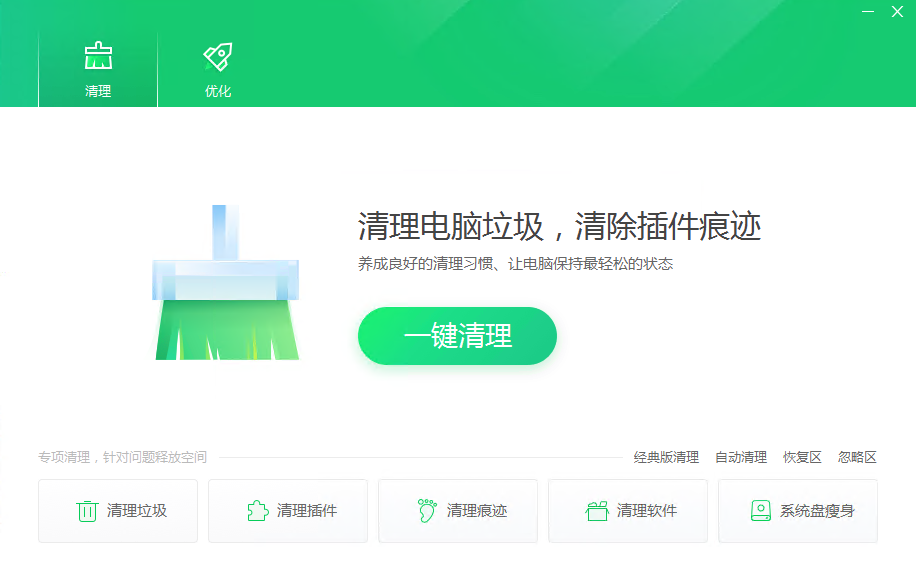 清理
优化
清理电脑垃圾，清除插件痕迹
养成良好的清理习惯、让电脑保持最轻松的状态
一键清理
专项清理，针对问题释放空间
经典版清理 自动清理 恢复区 忽略区
清理垃圾 清理插件 清理痕迹 清理软件 系统盘瘦身